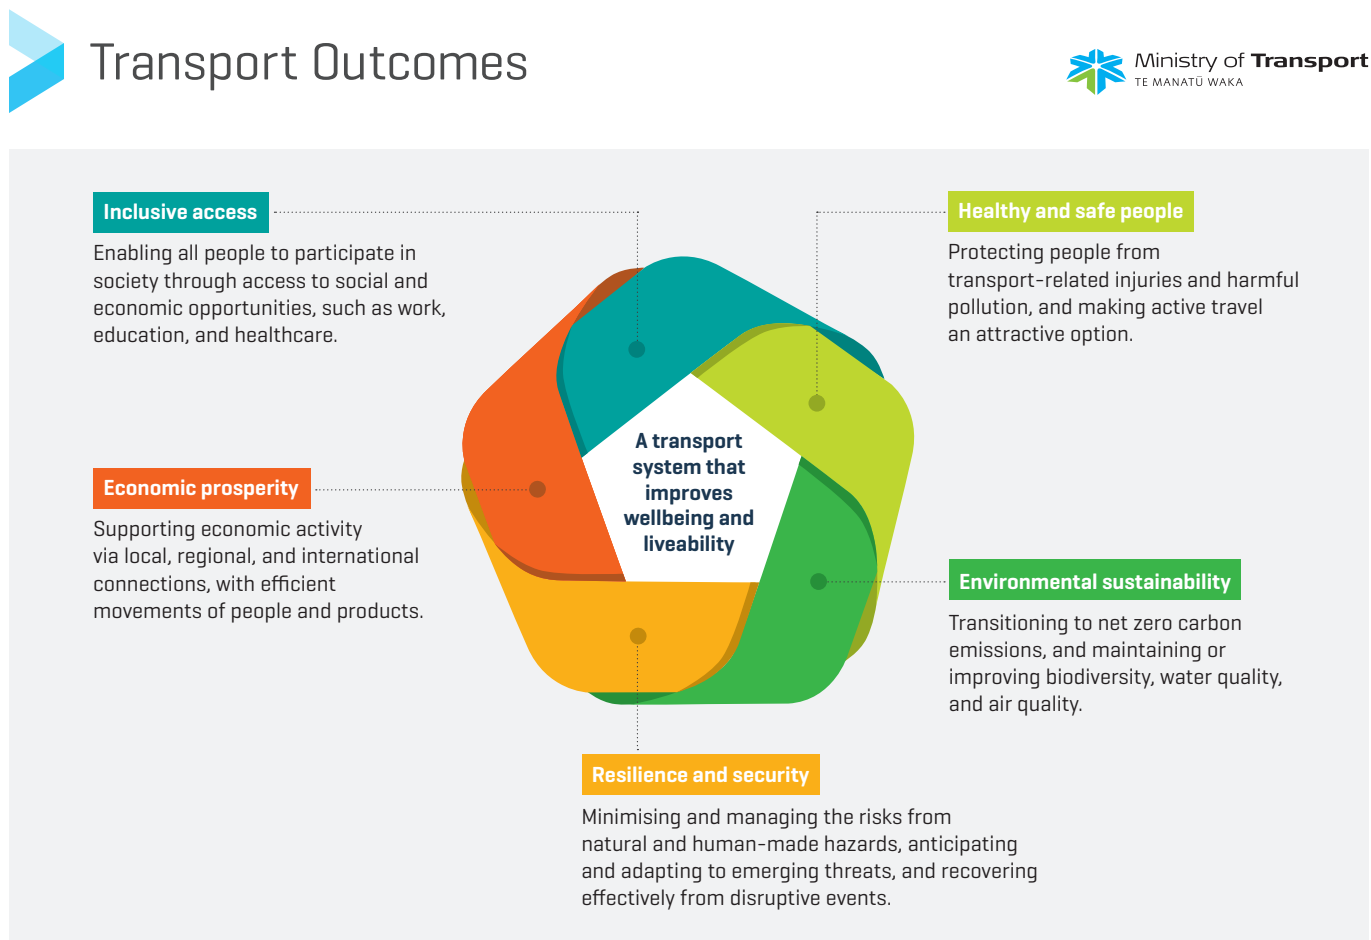 Transport Outcomes
Ministry of Transport
TE MANATŪ WAKA
Inclusive access
Enabling all people to participate in
society through access to social and
economic opportunities, such as work,
education, and healthcare.
Healthy and safe people
Protecting people from
transport-related injuries and harmful
pollution, and making active travel
an attractive option.
A transport
system that
improves
wellbeing and
liveability
Economic prosperity
Supporting economic activity
via local, regional, and international
connections, with efficient
movements of people and products.
Environmental sustainability
Transitioning to net zero carbon
emissions, and maintaining or
improving biodiversity, water quality,
and air quality.
Resilience and security
Minimising and managing the risks from
natural and human-made hazards, anticipating
and adapting to emerging threats, and recovering
effectively from disruptive events.